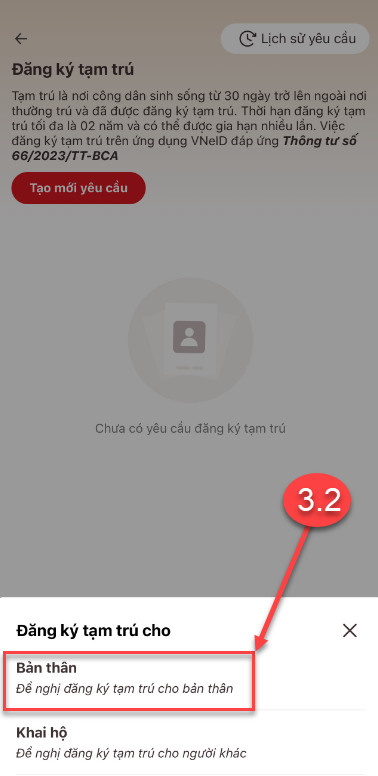 Lịch sử yêu cầu
Đăng ký tạm trú
Tạm trú là nơi công dân sinh sống từ 30 ngày trở lên ngoài nơi
thường trú và đã được đăng ký tạm trú. Thời hạn đăng ký tạm
trú tối đa là 02 năm và có thể được gia hạn nhiều lần. Việc
đăng ký tạm trú trên ứng dụng VNeID đáp ứng Thông tư số
66/2023/TT-BCA
Tạo mới yêu cầu
Chưa có yêu cầu đăng ký tạm trú
3.2
Đăng ký tạm trú cho
Bản thân
Đề nghị đăng ký tạm trú cho bản thân
Khai hộ
Đề nghị đăng ký tạm trú cho người khác